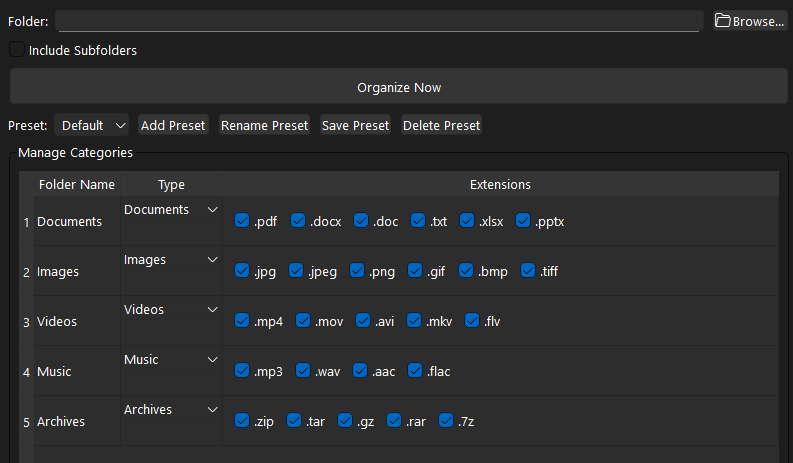 Folder: Browse...
Include Subfolders
Organize Now
Preset: Default Add Preset Rename Preset Save Preset Delete Preset
Manage Categories
Folder Name Type Extensions
1 Documents Documents .pdf .docx .doc .txt .xlsx .pptx
2 Images Images .jpg .jpeg .png .gif .bmp .tiff
3 Videos Videos .mp4 .mov .avi .mkv .flv
4 Music Music .mp3 .wav .aac .flac
5 Archives Archives .zip .tar .gz .rar .7z